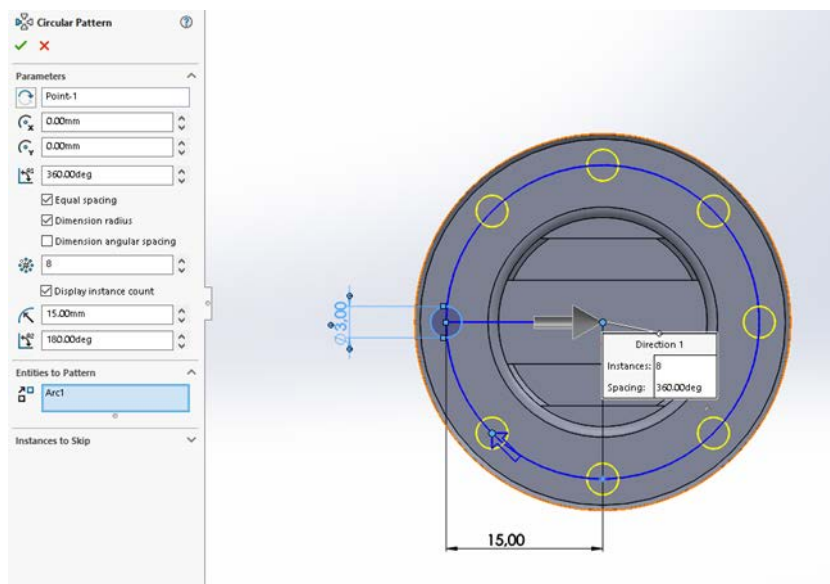 Circular Pattern
Parameters
Point-1
0.00mm
0.00mm
360.00deg
Equal spacing
Dimension radius
Dimension angular spacing
8
Display instance count
15.00mm
180.00deg
Entities to Pattern
Arc1
Instances to Skip
Ø3,00
Direction 1
Instances: 8
Spacing: 360.00deg
15,00